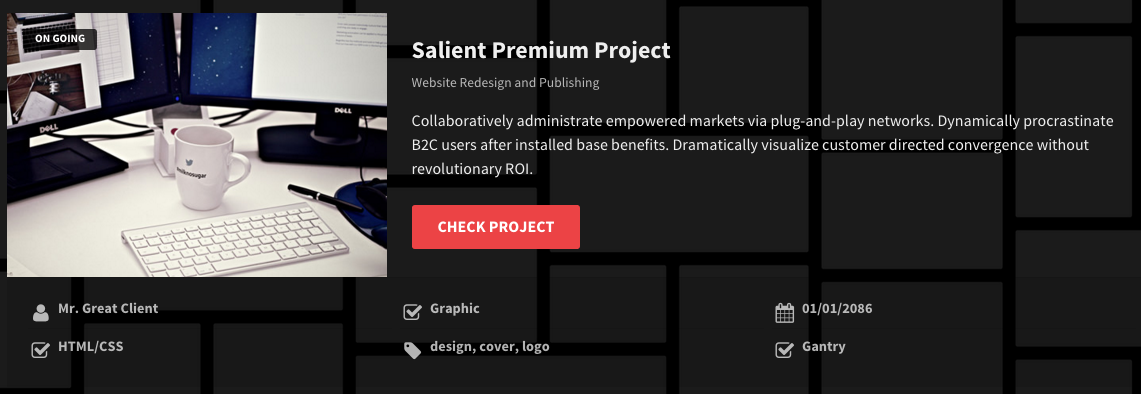 ON GOING
DELL
DELL
Salient Premium Project
Website Redesign and Publishing
Collaboratively administrate empowered markets via plug-and-play networks. Dynamically procrastinate
B2C users after installed base benefits. Dramatically visualize customer directed convergence without
revolutionary ROI.
CHECK PROJECT
Mr. Great Client
Graphic
01/01/2086
HTML/CSS
design, cover, logo
Gantry